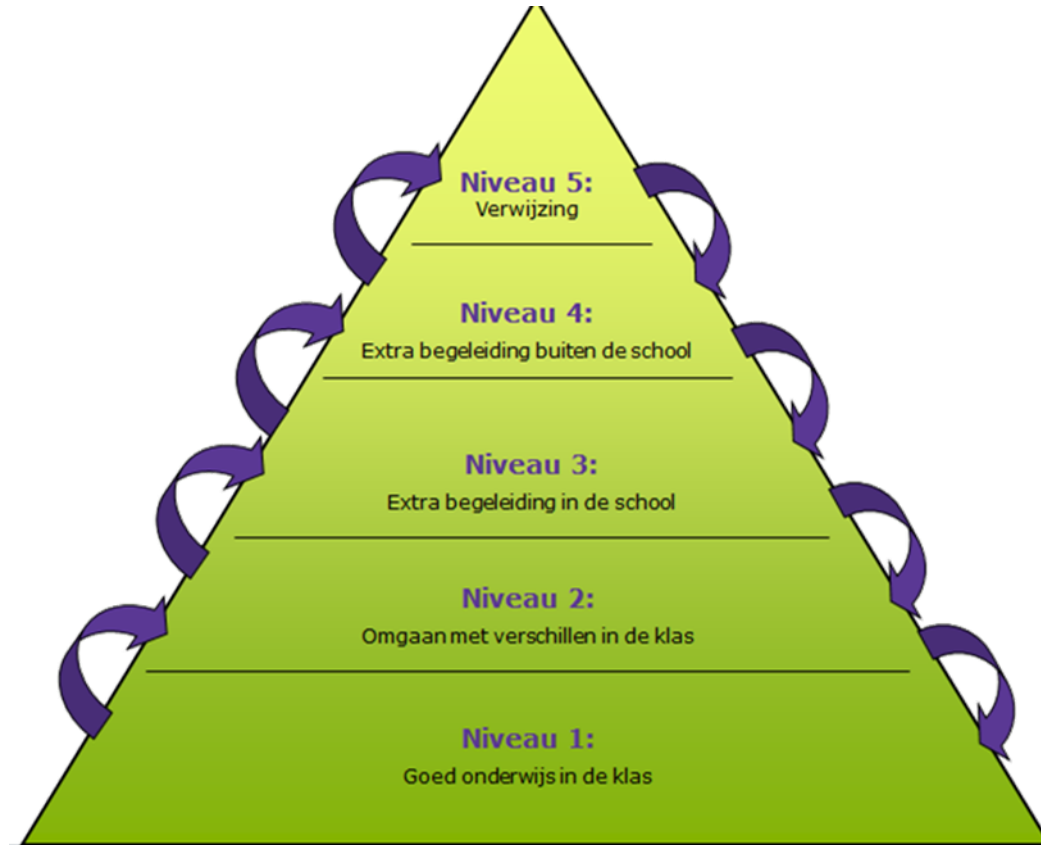 Niveau 5:
Verwijzing
Niveau 4:
Extra begeleiding buiten de school
Niveau 3:
Extra begeleiding in de school
Niveau 2:
Omgaan met verschillen in de klas
Niveau 1:
Goed onderwijs in de klas